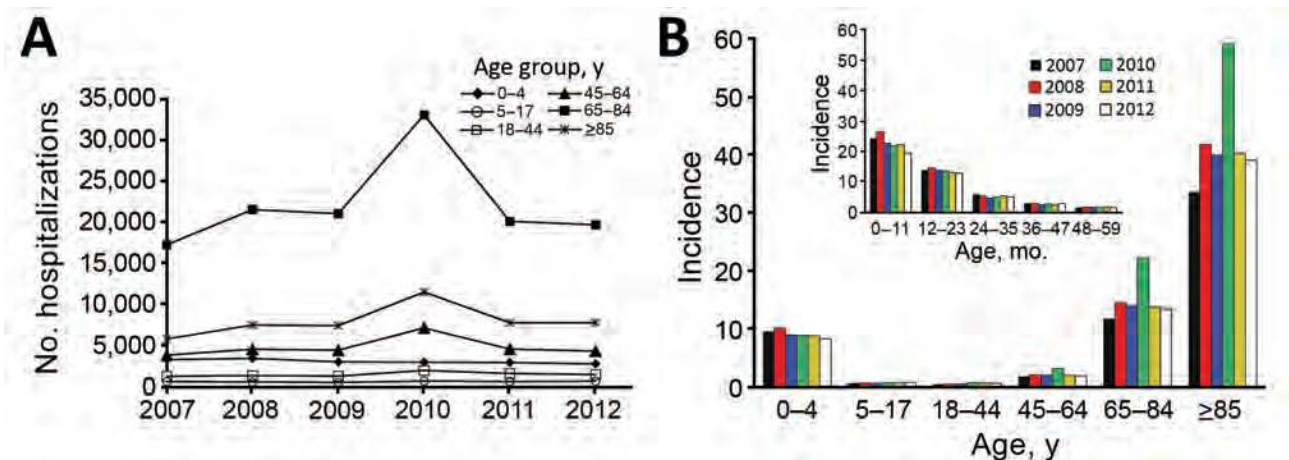 A
No. hospitalizations
35,000
30,000
25,000
20,000
15,000
10,000
5,000
0
2007 2008 2009 2010 2011 2012
Age group, y
0–4 45–64
5–17 65–84
18–44 ≥85
B
Incidence
60
50
40
30
20
10
0
0–4 5–17 18–44 45–64 65–84 ≥85
Age, y
Incidence
60
50
40
30
20
10
0
0–11 12–23 24–35 36–47 48–59
Age, mo.
2007 2010
2008 2011
2009 2012